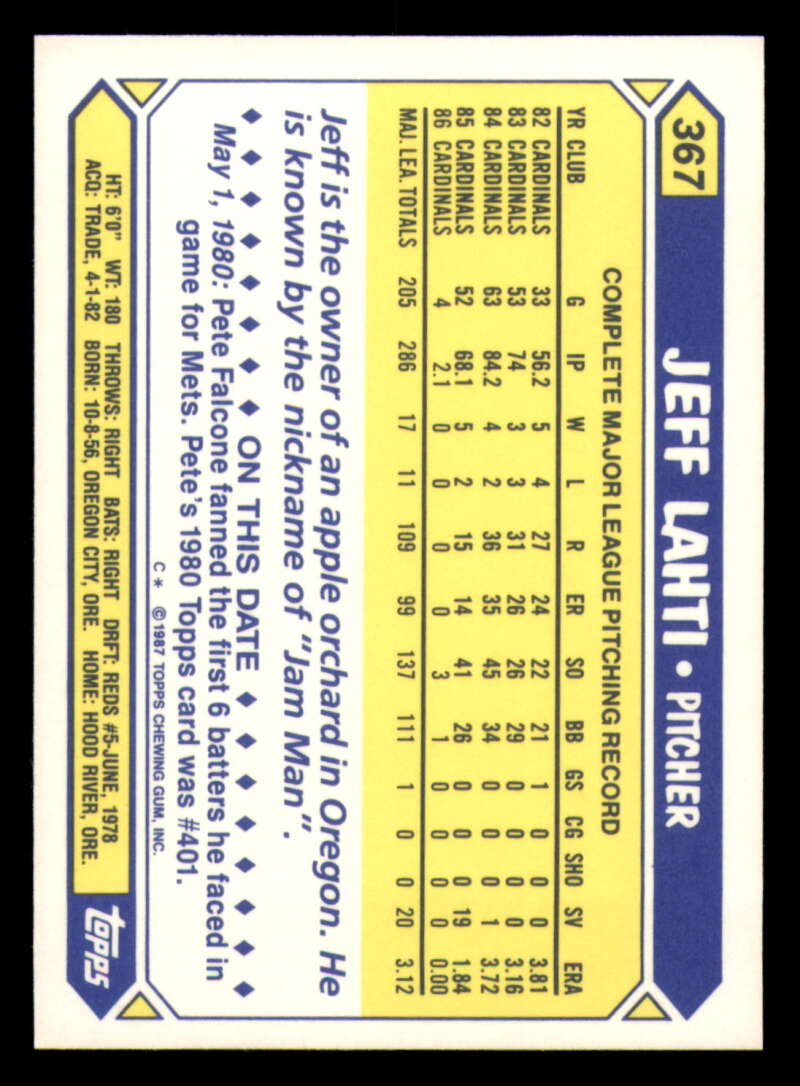 367
JEFF LAHTI • PITCHER
COMPLETE MAJOR LEAGUE PITCHING RECORD
YR CLUB G IP W L R ER SO BB GS CG SHO SV ERA
82 CARDINALS 33 56.2 5 4 27 24 22 21 1 0 0 0 3.81
83 CARDINALS 53 74 3 3 31 26 26 29 0 0 0 0 3.16
84 CARDINALS 63 84.2 4 2 36 35 45 34 0 0 0 1 3.72
85 CARDINALS 52 68.1 5 2 15 14 41 26 0 0 0 19 1.84
86 CARDINALS 4 2.1 0 0 0 0 3 1 0 0 0 0 0.00
MAJ. LEA. TOTALS 205 286 17 11 109 99 137 111 1 0 0 20 3.12
Jeff is the owner of an apple orchard in Oregon. He
is known by the nickname of "Jam Man".
◆ ◆ ◆ ◆ ◆ ◆ ◆ ON THIS DATE ◆ ◆ ◆ ◆ ◆ ◆ ◆
May 1, 1980: Pete Falcone fanned the first 6 batters he faced in
game for Mets. Pete's 1980 Topps card was #401.
C * © 1987 TOPPS CHEWING GUM, INC.
HT: 6'0" WT: 180 THROWS: RIGHT BATS: RIGHT DRFT: REDS #5-JUNE, 1978
ACQ: TRADE, 4-1-82 BORN: 10-8-56, OREGON CITY, ORE. HOME: HOOD RIVER, ORE.
topps